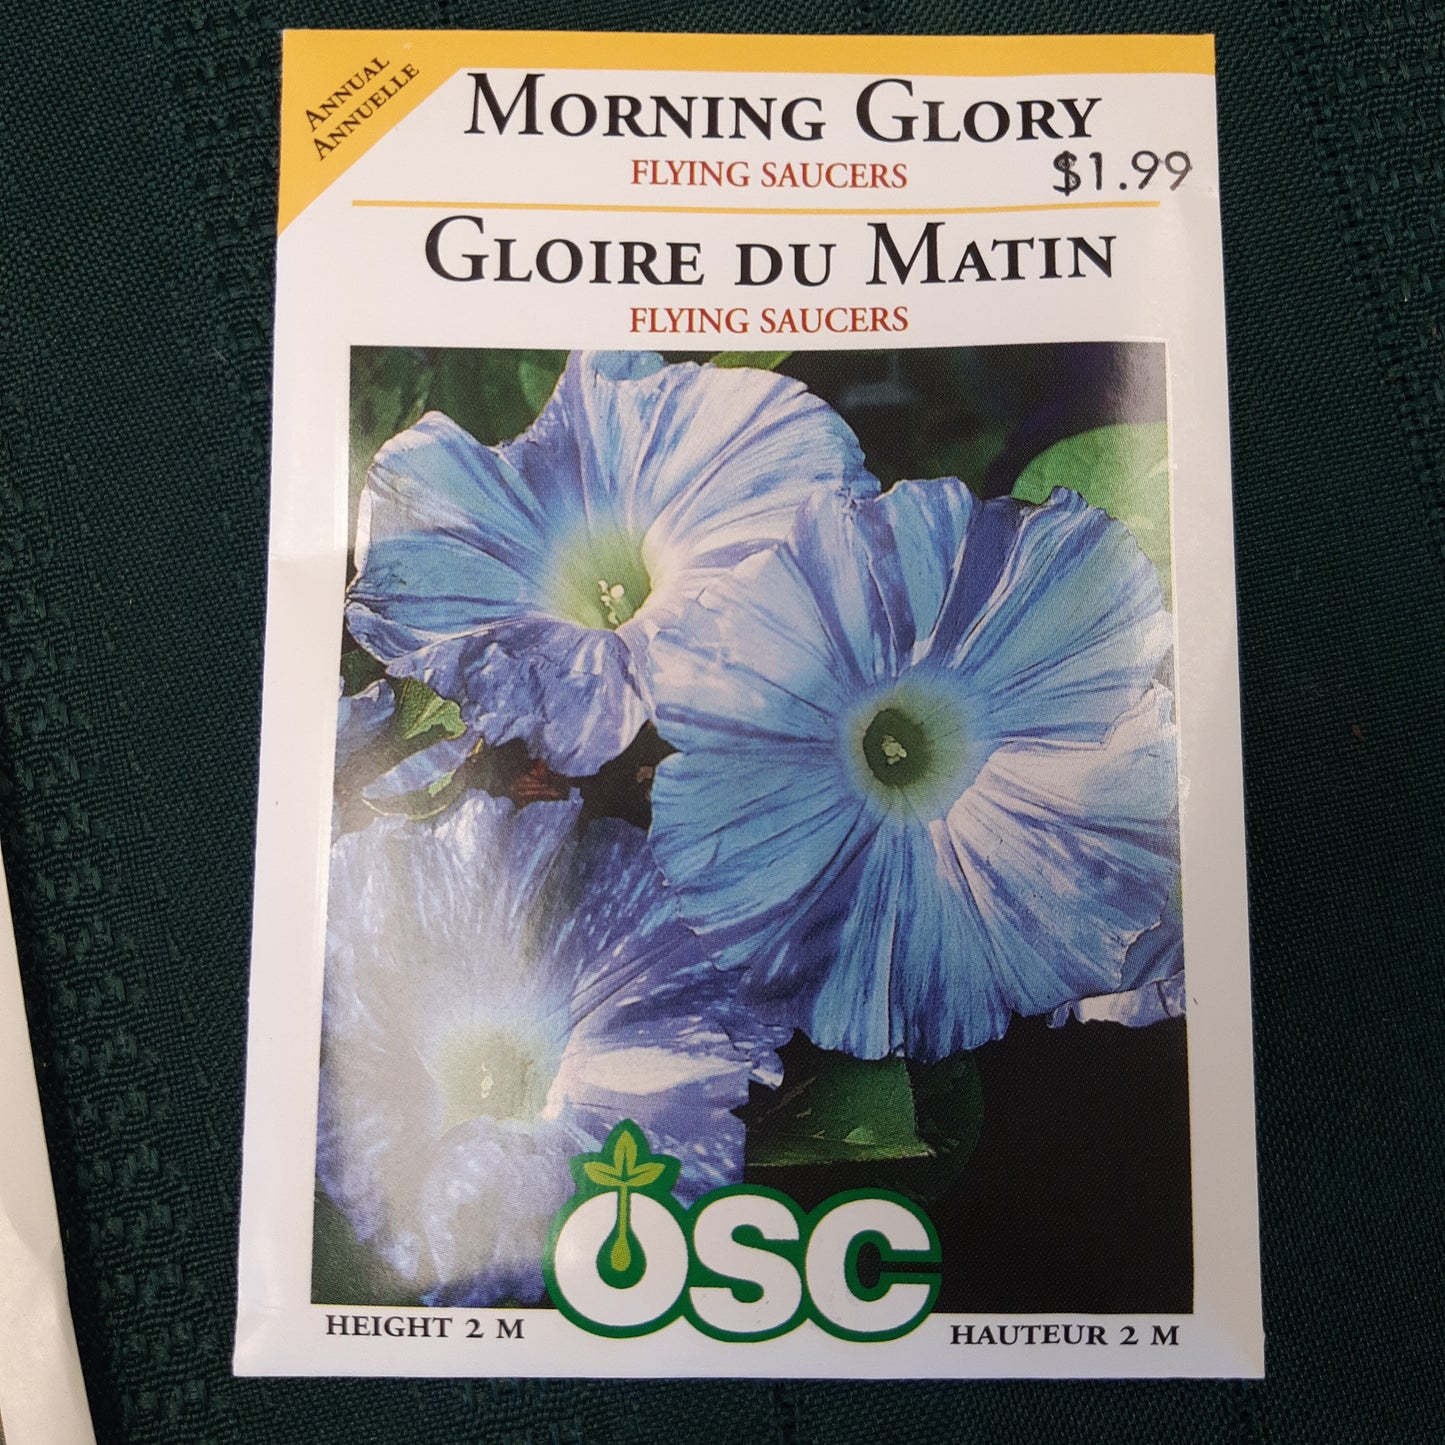 ANNUAL
ANNUELLE
MORNING GLORY
FLYING SAUCERS
$1.99
GLOIRE DU MATIN
FLYING SAUCERS
OSC
HEIGHT 2 M
HAUTEUR 2 M